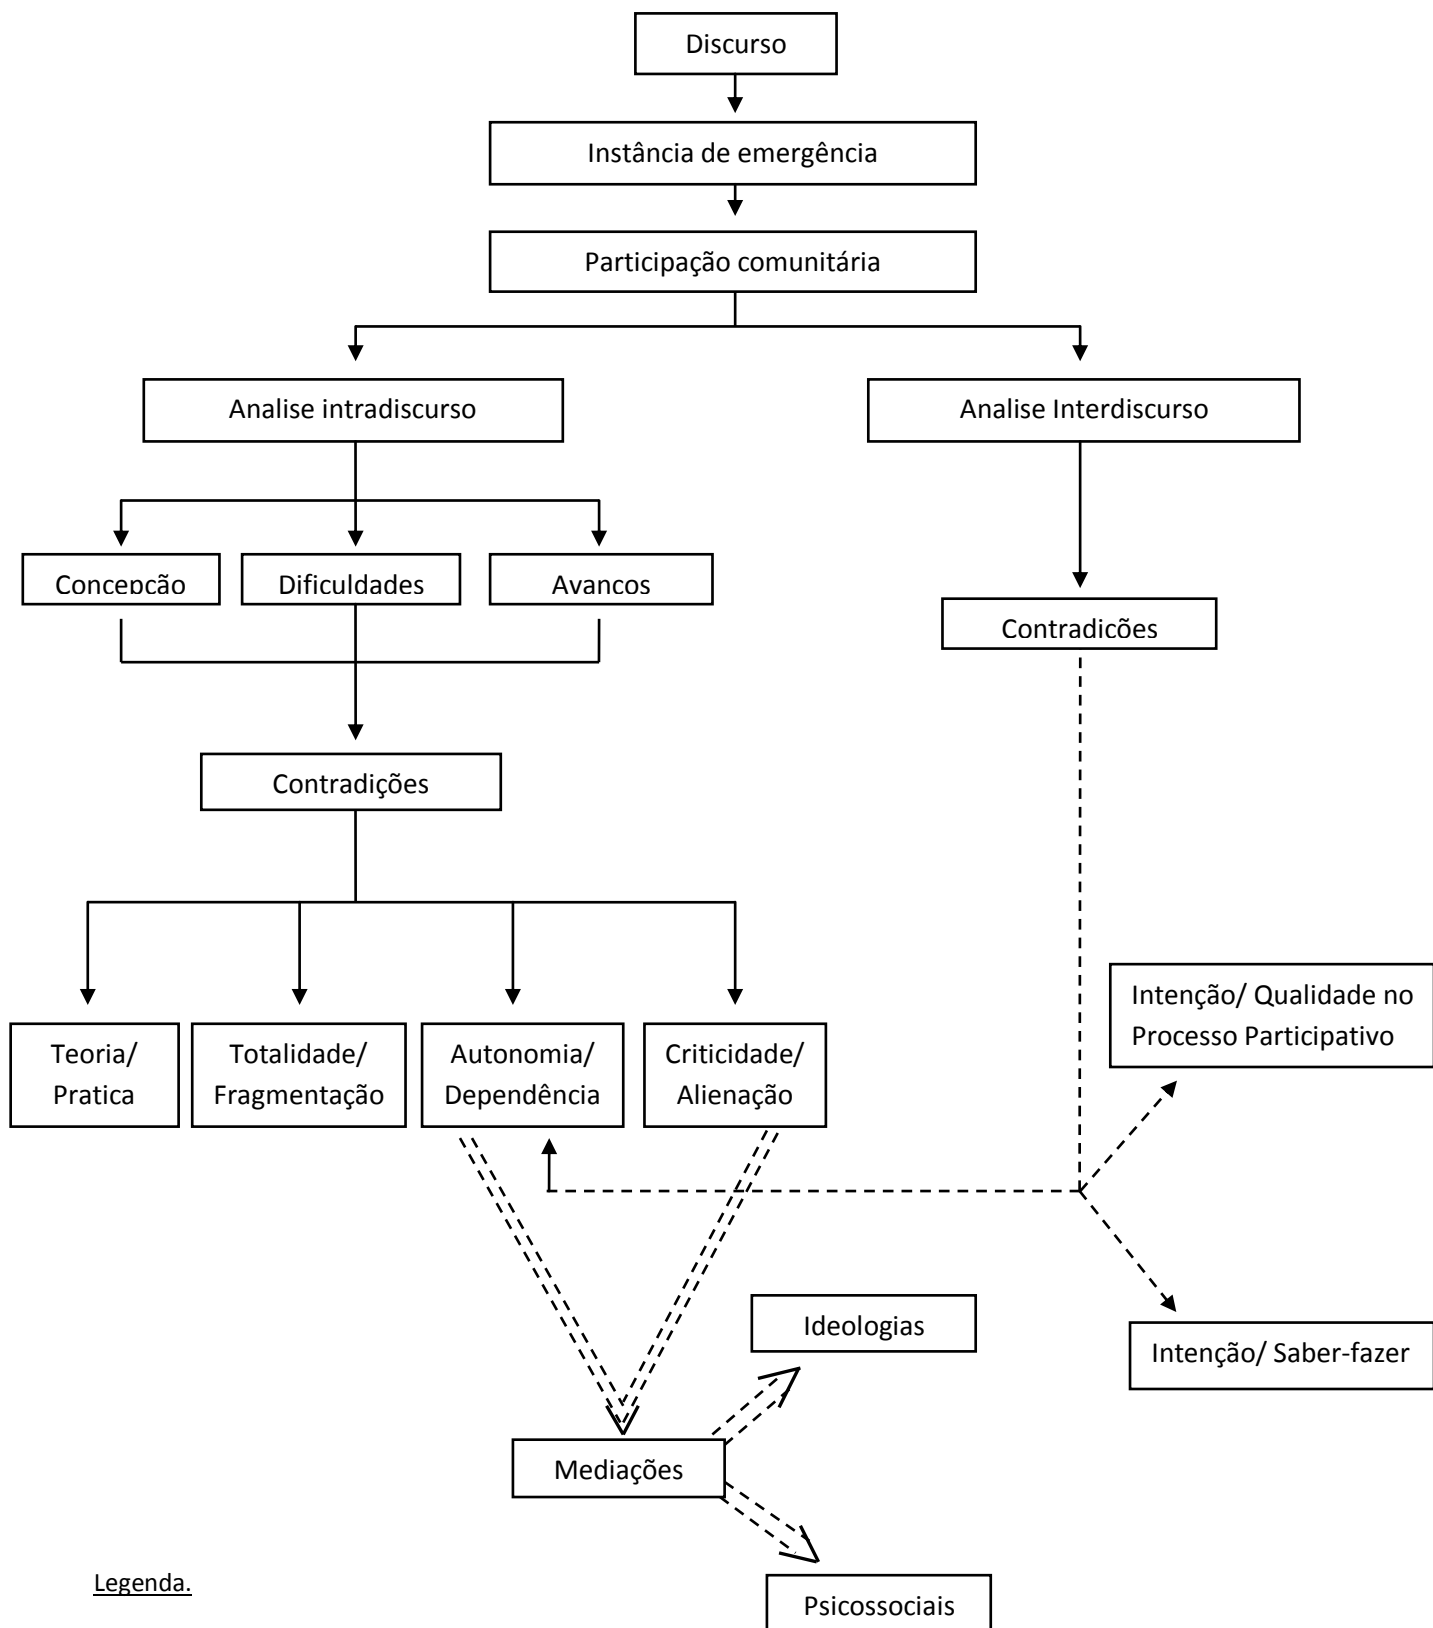 Discurso
Instância de emergência
Participação comunitária
Analise intradiscurso
Analise Interdiscurso
Concepção
Dificuldades
Avanços
Contradições
Contradições
Teoria/
Pratica
Totalidade/
Fragmentação
Autonomia/
Dependência
Criticidade/
Alienação
Intenção/ Qualidade no
Processo Participativo
Intenção/ Saber-fazer
Ideologias
Mediações
Psicossociais
Legenda.